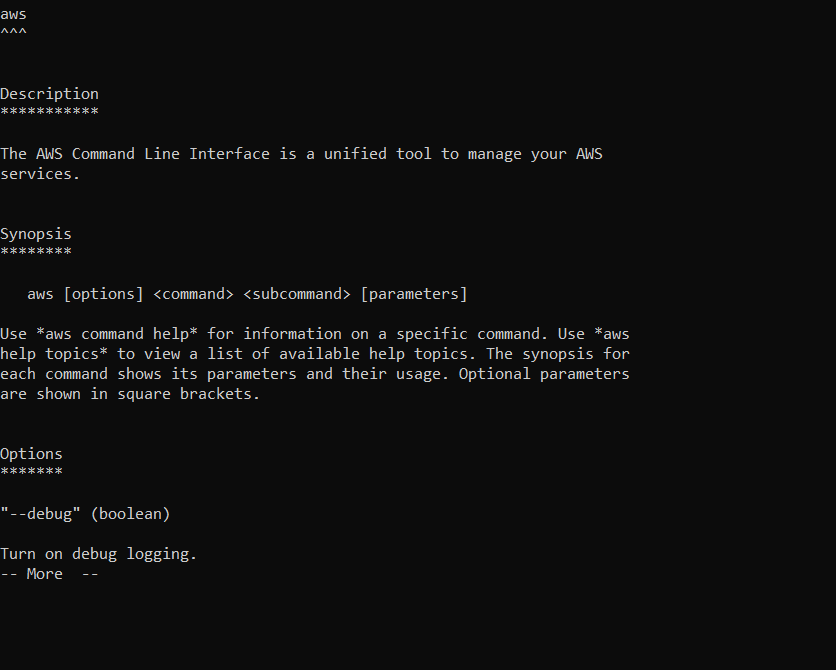 aws
^^^
Description
***********
The AWS Command Line Interface is a unified tool to manage your AWS
services.
Synopsis
********
aws [options] <command> <subcommand> [parameters]
Use *aws command help* for information on a specific command. Use *aws
help topics* to view a list of available help topics. The synopsis for
each command shows its parameters and their usage. Optional parameters
are shown in square brackets.
Options
*******
"--debug" (boolean)
Turn on debug logging.
-- More  --